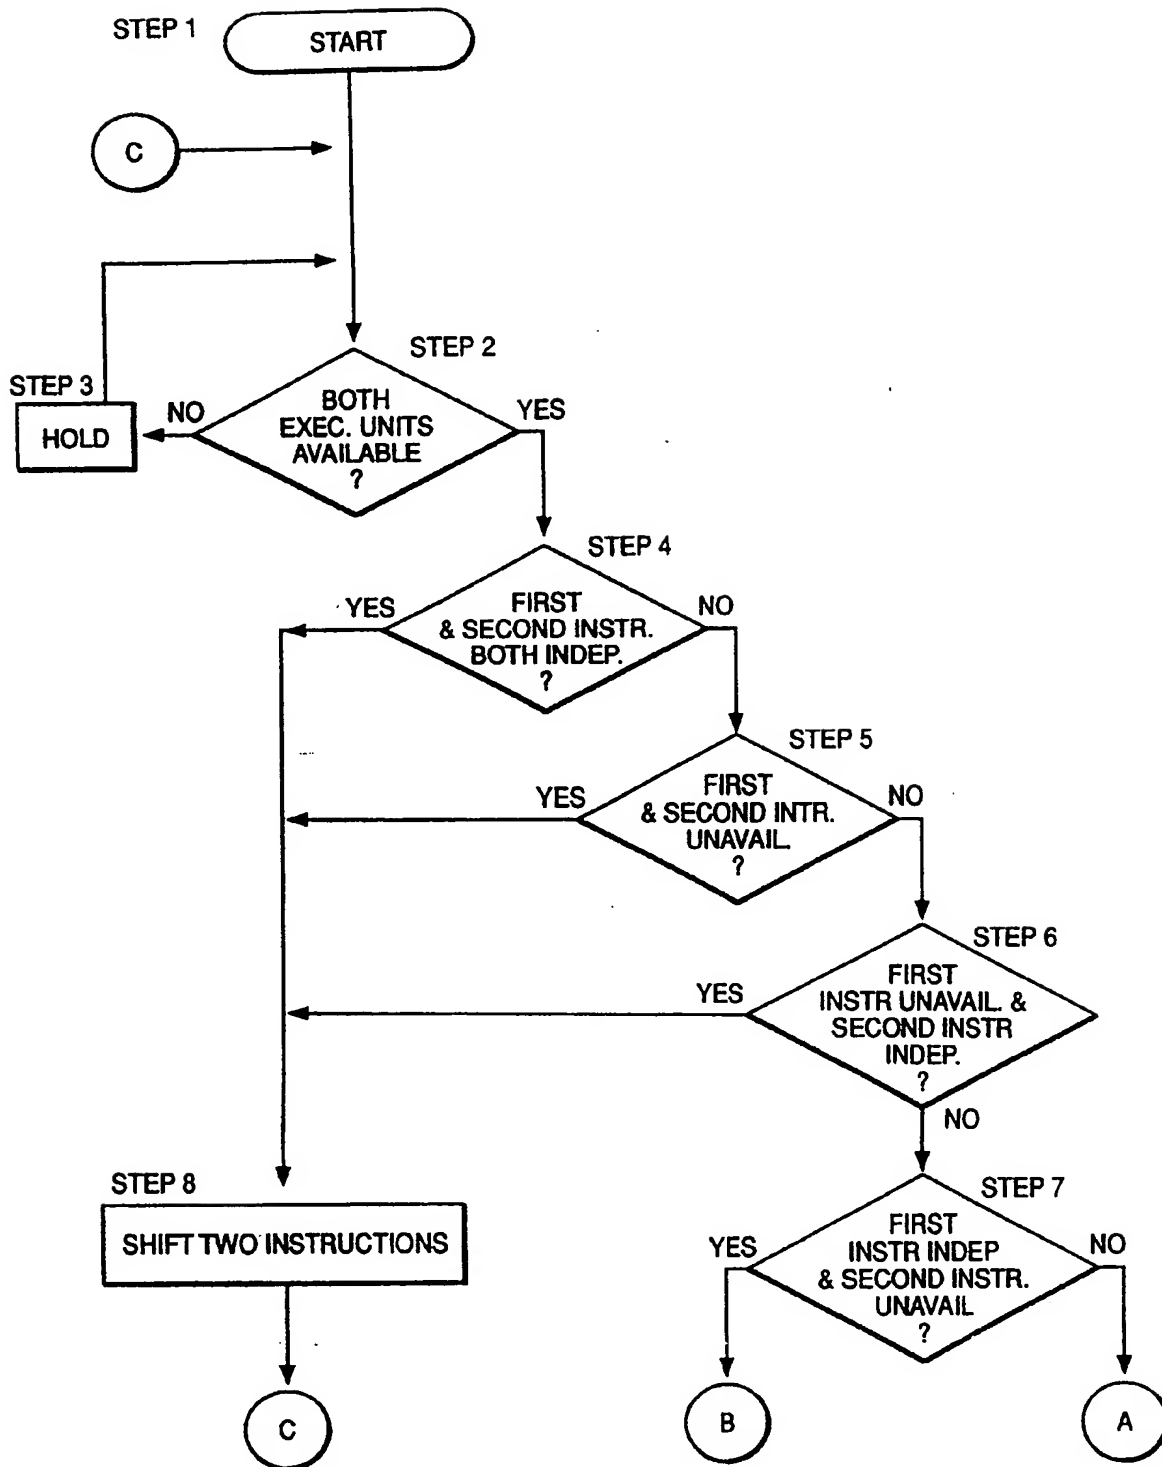 STEP 1
START
C
STEP 2
STEP 3
NO
BOTH
EXEC. UNITS
AVAILABLE
?
YES
HOLD
STEP 4
YES
FIRST
& SECOND INSTR.
BOTH INDEP.
?
NO
STEP 5
YES
FIRST
& SECOND INTR.
UNAVAIL.
?
NO
STEP 6
YES
FIRST
INSTR UNAVAIL. &
SECOND INSTR
INDEP.
?
NO
STEP 8
SHIFT TWO INSTRUCTIONS
STEP 7
YES
FIRST
INSTR INDEP
& SECOND INSTR.
UNAVAIL
?
NO
C
B
A